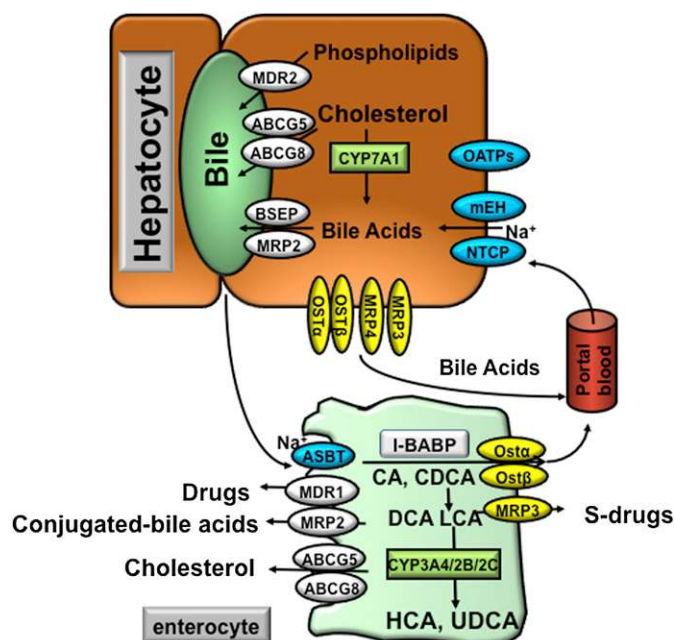 Hepatocyte
Bile
Phospholipids
MDR2
Cholesterol
ABCG5
ABCG8
CYP7A1
OATPs
mEH
Na⁺
NTCP
BSEP
MRP2
Bile Acids
OSTα
OSTβ
MRP4
MRP3
Bile Acids
Portal
blood
Na⁺
ASBT
I-BABP
Ostα
Ostβ
CA, CDCA
MDR1
Drugs
MRP2
Conjugated-bile acids
DCA LCA
MRP3
S-drugs
ABCG5
ABCG8
Cholesterol
CYP3A4/2B/2C
HCA, UDCA
enterocyte